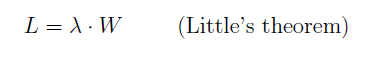 L = λ · W (Little's theorem)